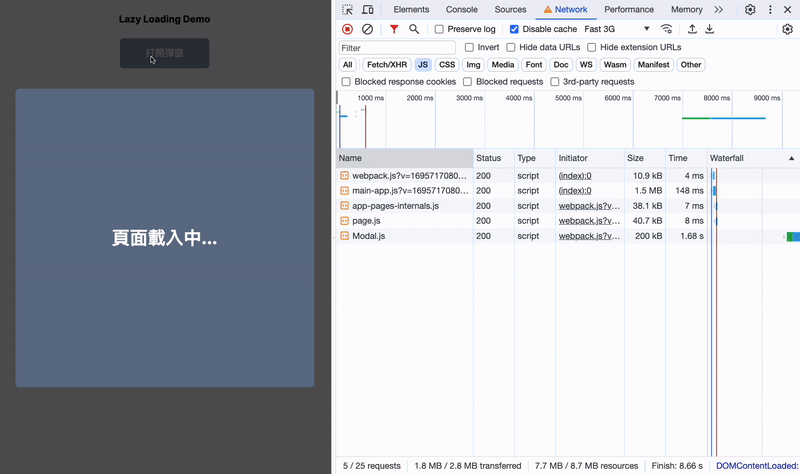 Lazy Loading Demo
打開彈窗
頁面載入中...
Elements Console Sources Network Performance Memory
Preserve log Disable cache Fast 3G
Filter Invert Hide data URLs Hide extension URLs
All Fetch/XHR JS CSS Img Media Font Doc WS Wasm Manifest Other
Blocked response cookies Blocked requests 3rd-party requests
1000 ms 2000 ms 3000 ms 4000 ms 5000 ms 6000 ms 7000 ms 8000 ms 9000 ms
Name Status Type Initiator Size Time Waterfall
webpack.js?v=1695717080... 200 script (index):0 10.9 kB 4 ms
main-app.js?v=1695717080... 200 script (index):0 1.5 MB 148 ms
app-pages-internals.js 200 script webpack.js?v... 38.1 kB 7 ms
page.js 200 script webpack.js?v... 40.7 kB 8 ms
Modal.js 200 script webpack.js?v... 200 kB 1.68 s
5 / 25 requests 1.8 MB / 2.8 MB transferred 7.7 MB / 8.7 MB resources Finish: 8.66 s DOMContentLoaded: